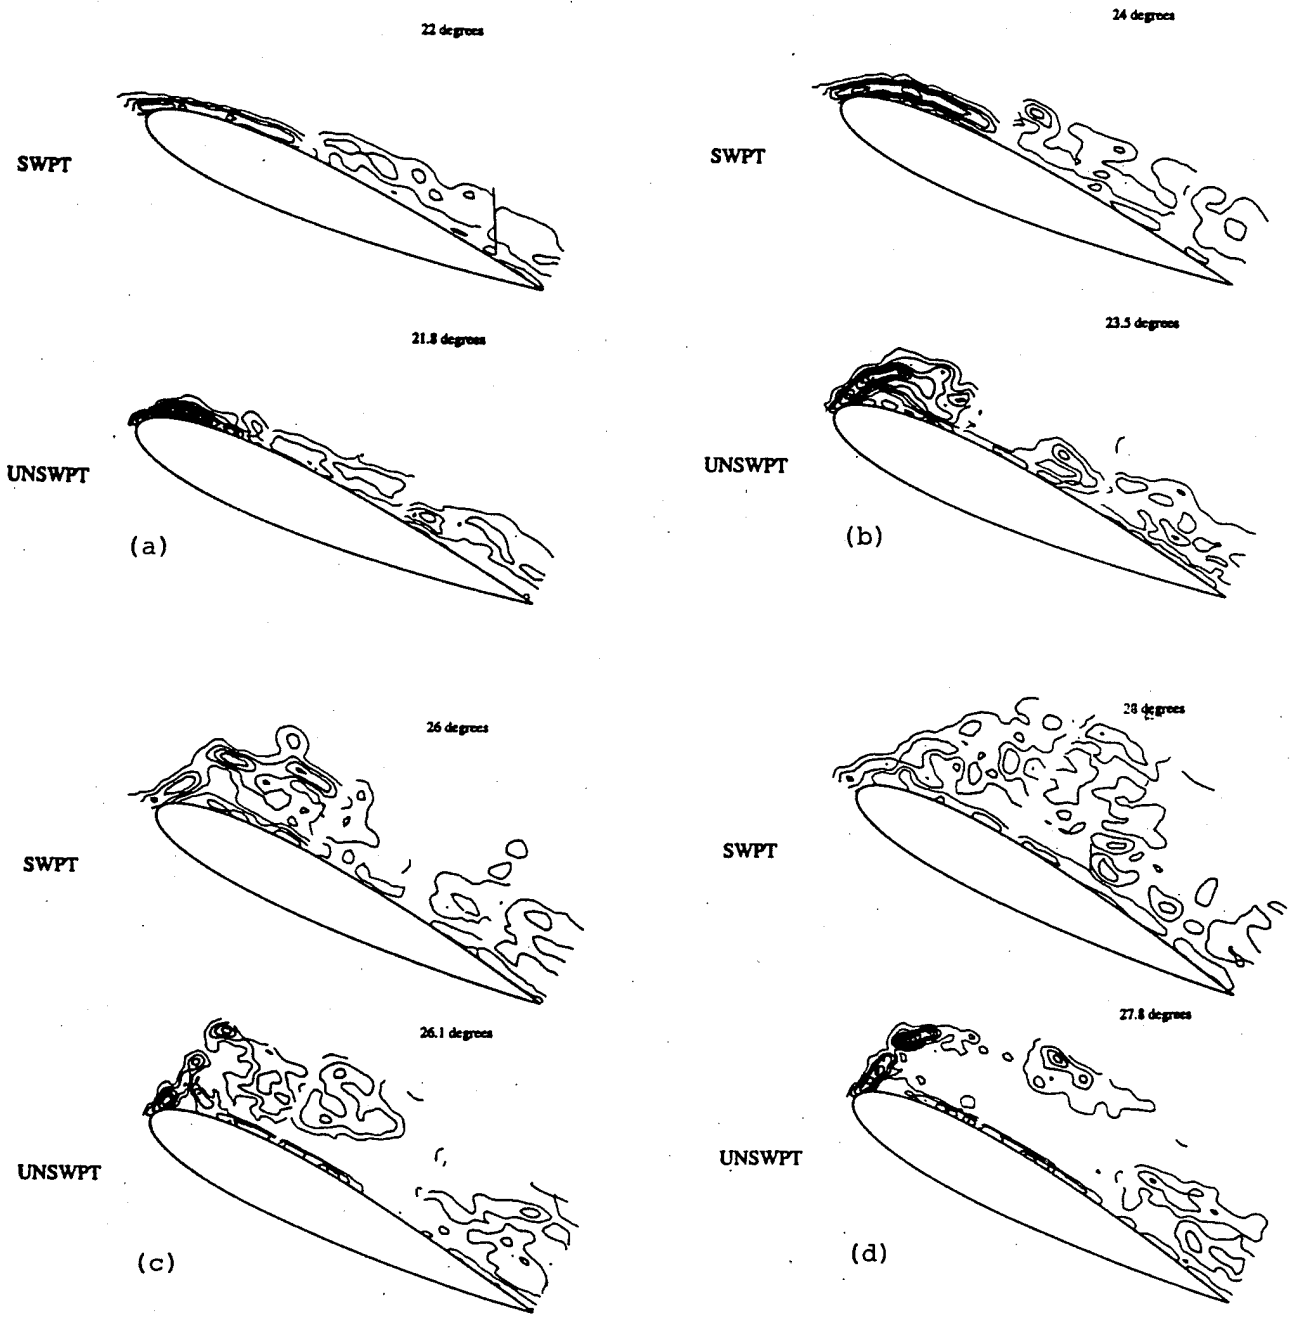 22 degrees
SWPT
21.8 degrees
UNSWPT
(a)
24 degrees
SWPT
23.5 degrees
UNSWPT
(b)
26 degrees
SWPT
26.1 degrees
UNSWPT
(c)
28 degrees
SWPT
27.8 degrees
UNSWPT
(d)